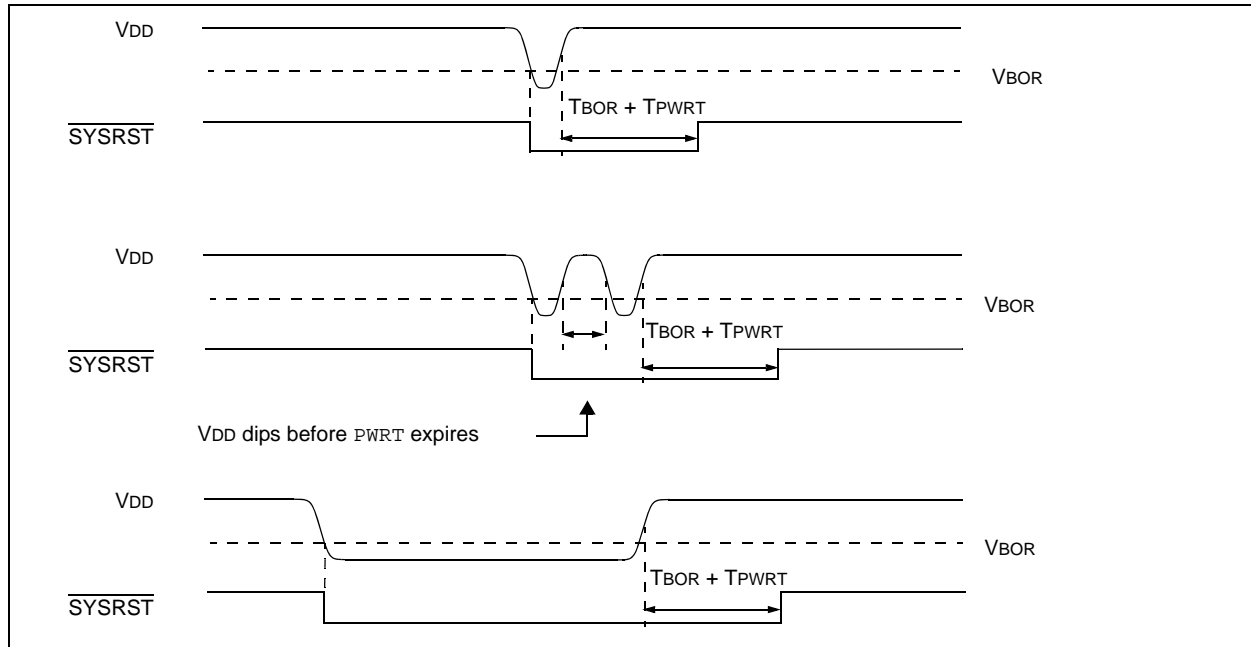 VDD
VBOR
TBOR + TPWRT
SYSRST
VDD
VBOR
TBOR + TPWRT
SYSRST
VDD dips before PWRT expires
VDD
VBOR
TBOR + TPWRT
SYSRST